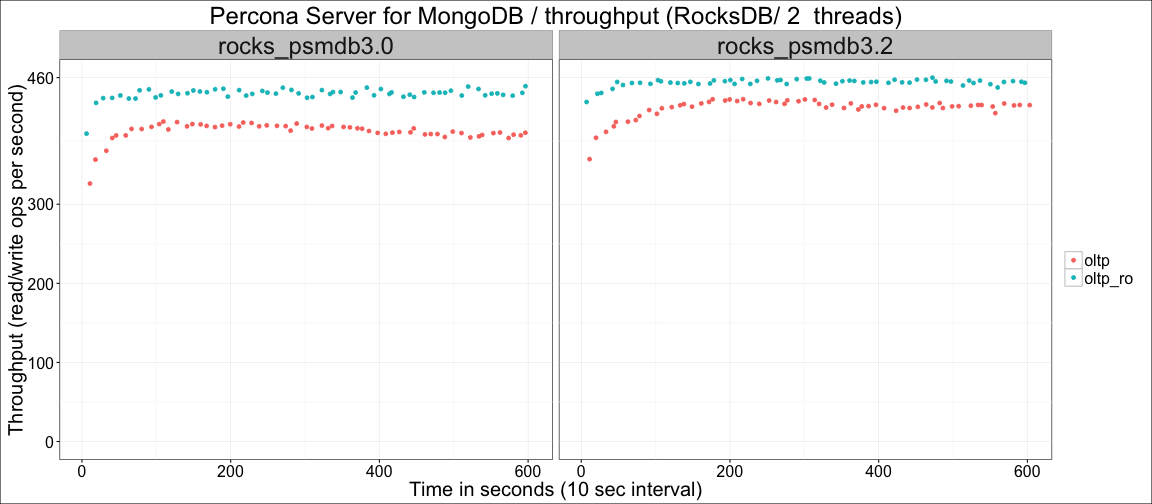 Percona Server for MongoDB / throughput (RocksDB/ 2  threads)
rocks_psmdb3.0
rocks_psmdb3.2
Throughput (read/write ops per second)
460
300
200
100
0
oltp
oltp_ro
0 200 400 600
0 200 400 600
Time in seconds (10 sec interval)